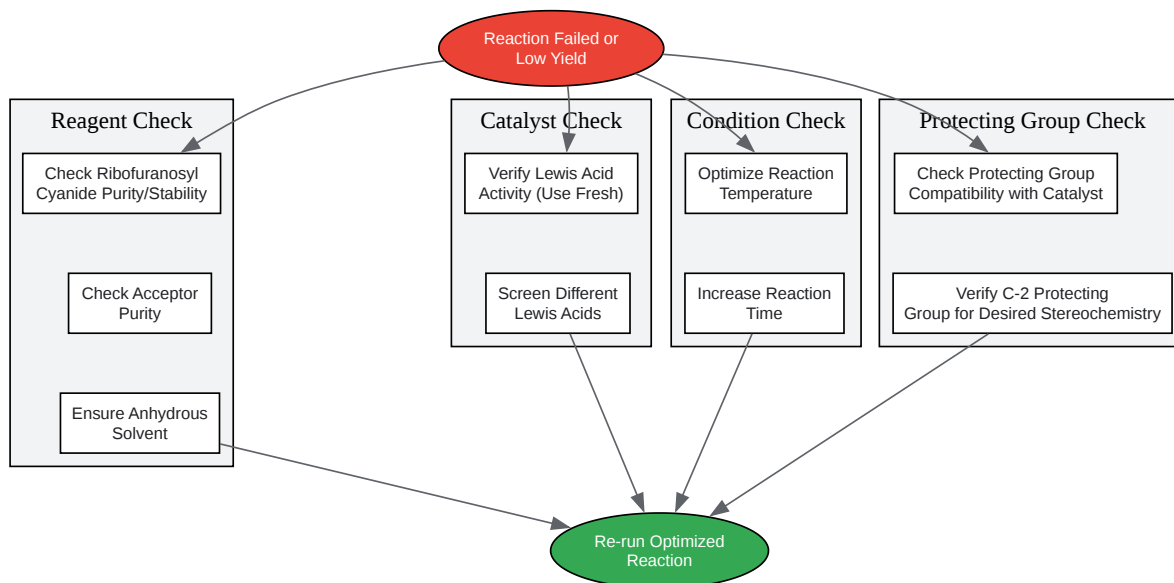 Reaction Failed or
Low Yield
Reagent Check
Check Ribofuranosyl
Cyanide Purity/Stability
Check Acceptor
Purity
Ensure Anhydrous
Solvent
Catalyst Check
Verify Lewis Acid
Activity (Use Fresh)
Screen Different
Lewis Acids
Condition Check
Optimize Reaction
Temperature
Increase Reaction
Time
Protecting Group Check
Check Protecting Group
Compatibility with Catalyst
Verify C-2 Protecting
Group for Desired Stereochemistry
Re-run Optimized
Reaction